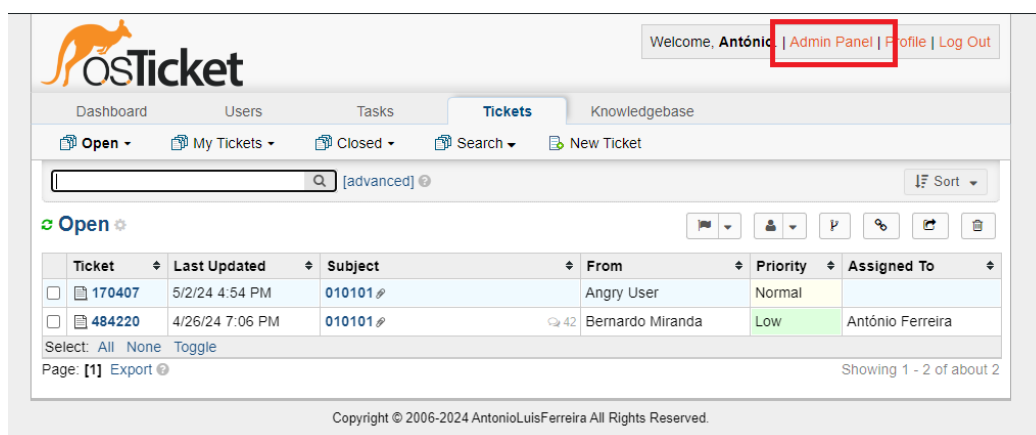 osTicket
Welcome, António. | Admin Panel | Profile | Log Out
Dashboard Users Tasks Tickets Knowledgebase
Open My Tickets Closed Search New Ticket
[advanced] Sort
Open
Ticket Last Updated Subject From Priority Assigned To
170407 5/2/24 4:54 PM 010101 Angry User Normal
484220 4/26/24 7:06 PM 010101 42 Bernardo Miranda Low António Ferreira
Select: All None Toggle
Page: [1] Export Showing 1 - 2 of about 2
Copyright © 2006-2024 AntonioLuisFerreira All Rights Reserved.